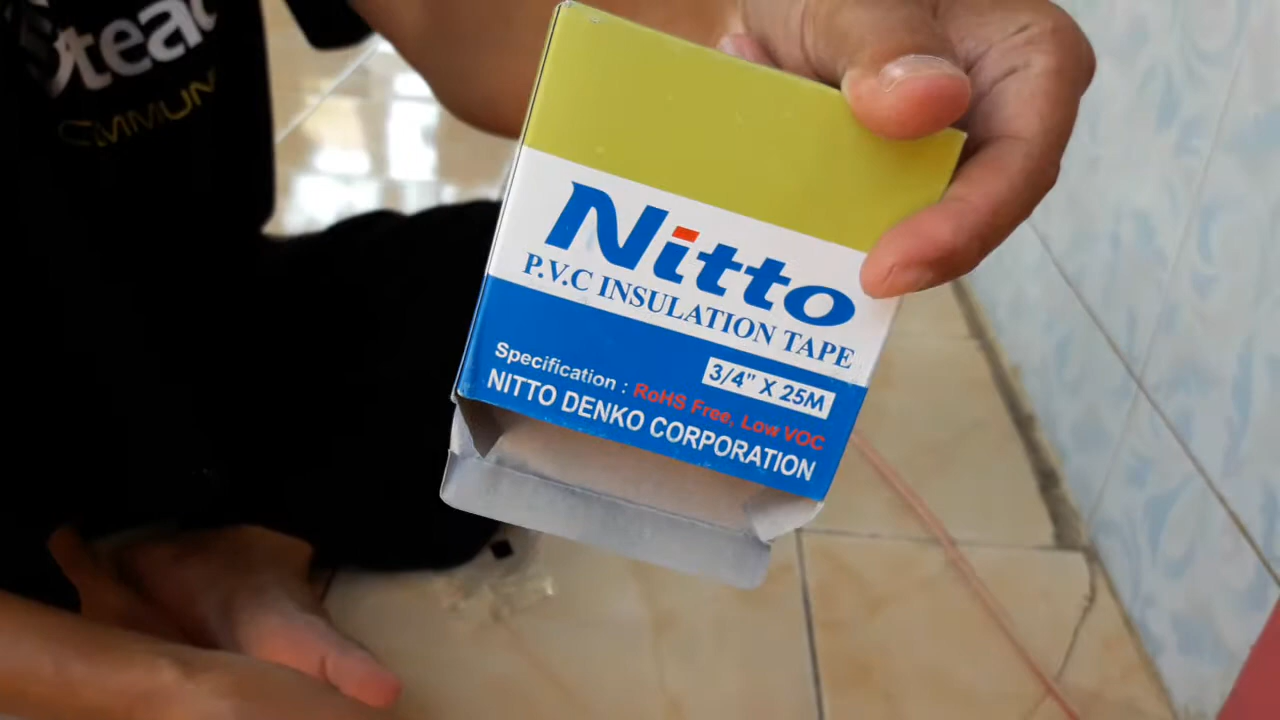 Nitto
P.V.C INSULATION TAPE
3/4" X 25M
Specification : RoHS Free, Low VOC
NITTO DENKO CORPORATION